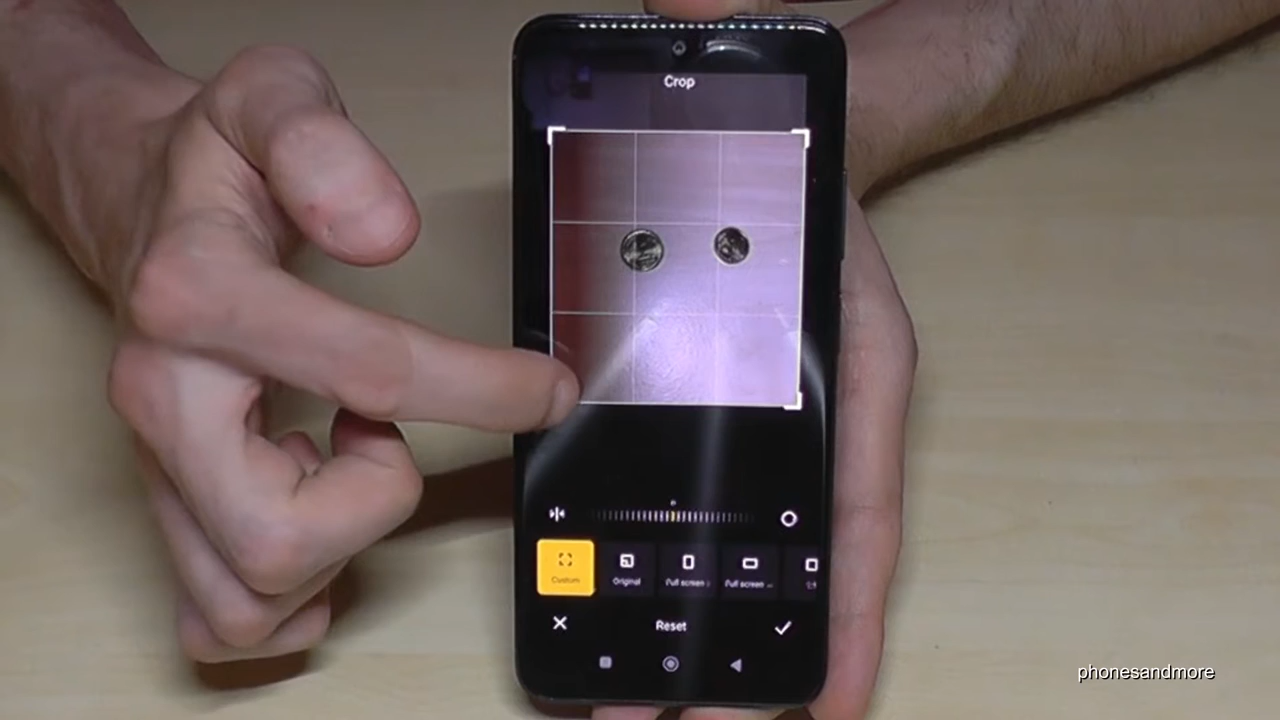 Crop
Custom
Original
Full screen
Full screen
Reset
phonesandmore